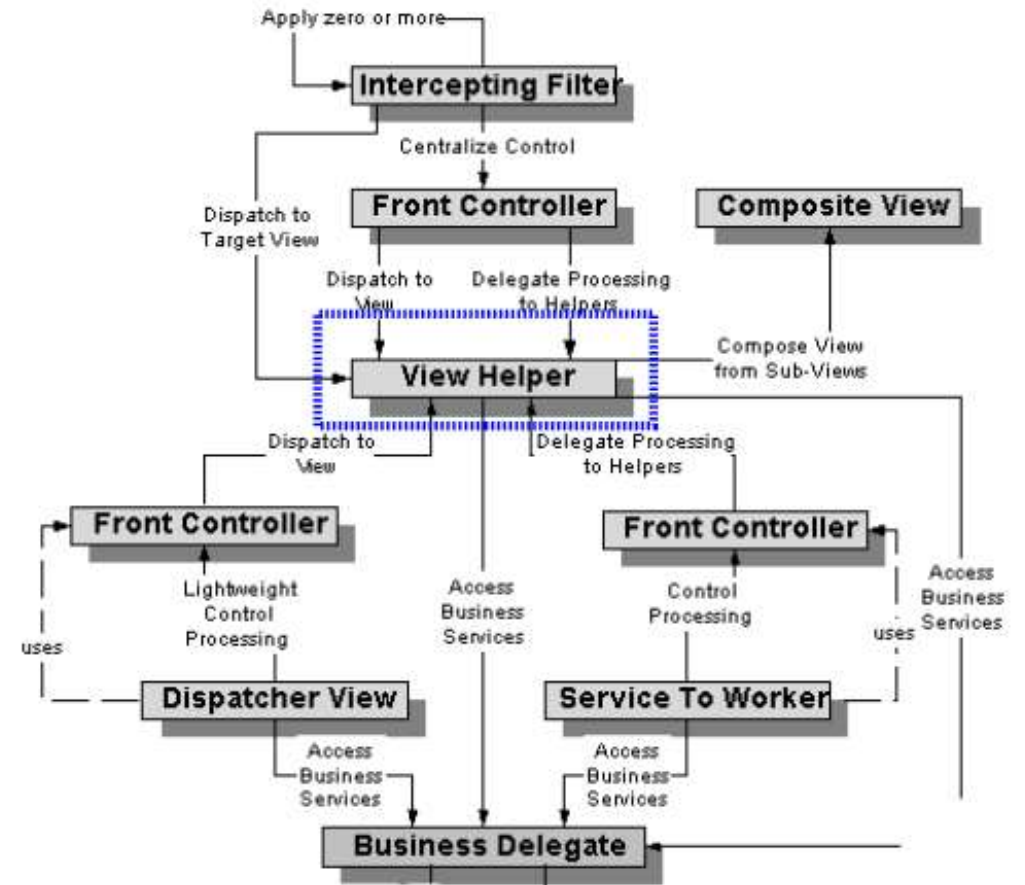 Apply zero or more
Intercepting Filter
Centralize Control
Front Controller
Composite View
Dispatch to
Target View
Dispatch to
View
Delegate Processing
to Helpers
Compose View
from Sub-Views
View Helper
Dispatch to
View
Delegate Processing
to Helpers
Front Controller
Front Controller
Lightweight
Control
Processing
Access
Business
Services
Control
Processing
Access
Business
Services
uses
uses
Dispatcher View
Service To Worker
Access
Business
Services
Access
Business
Services
Business Delegate